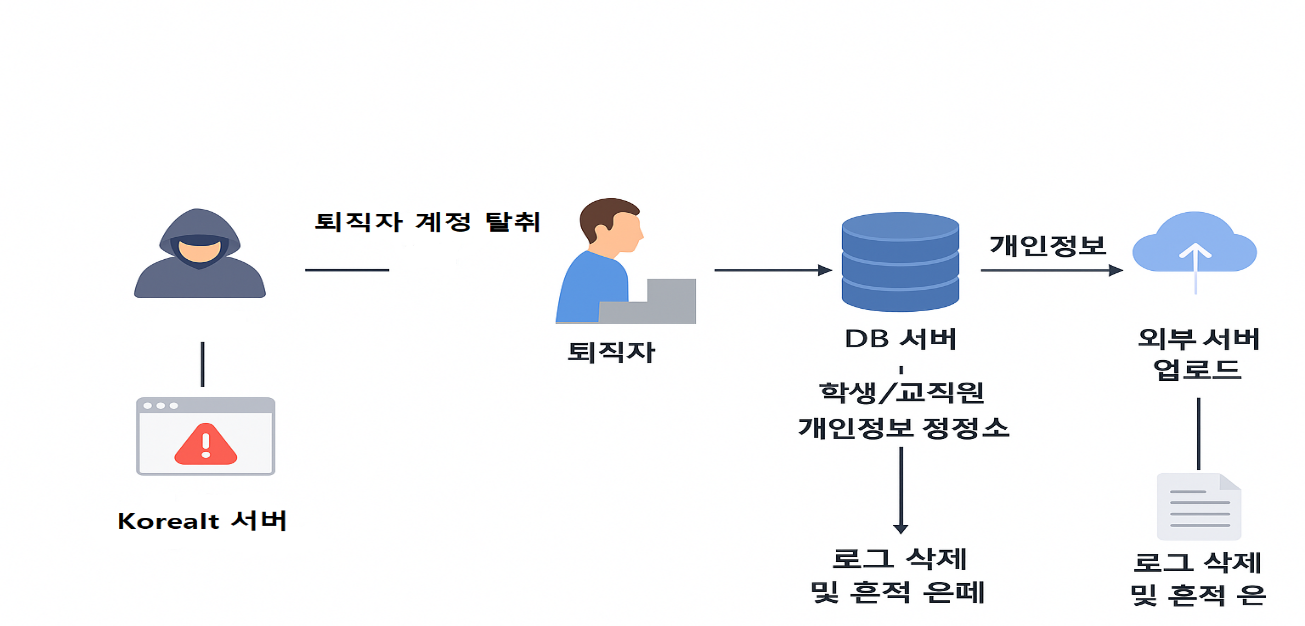 퇴직자 계정 탈취
개인정보
퇴직자
DB 서버
외부 서버
업로드
학생/교직원
개인정보 정정소
KoreaIt 서버
로그 삭제
및 흔적 은페
로그 삭제
및 흔적 은